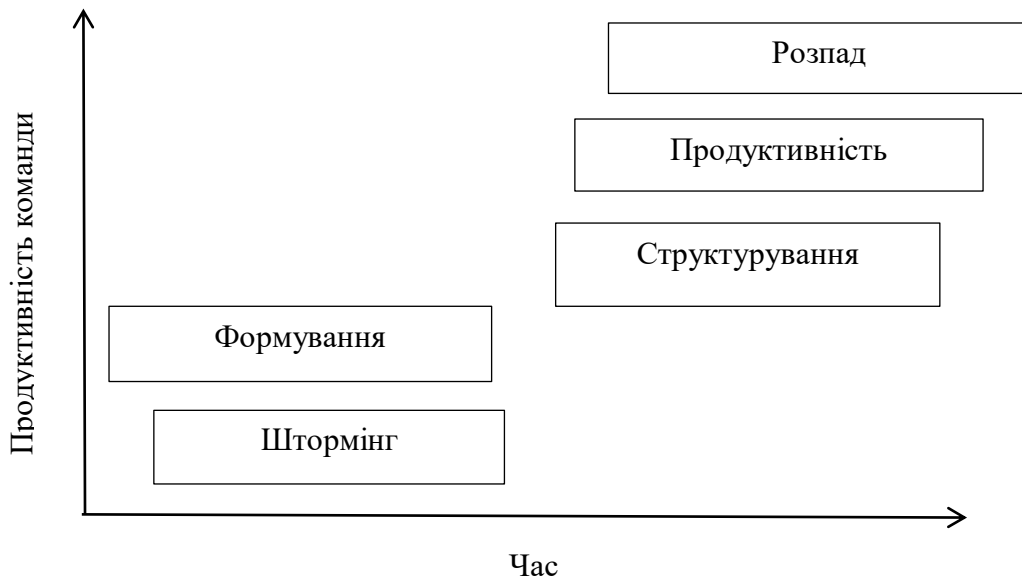 Розпад
Продуктивність
Структурування
Формування
Штормінг
Продуктивність команди
Час